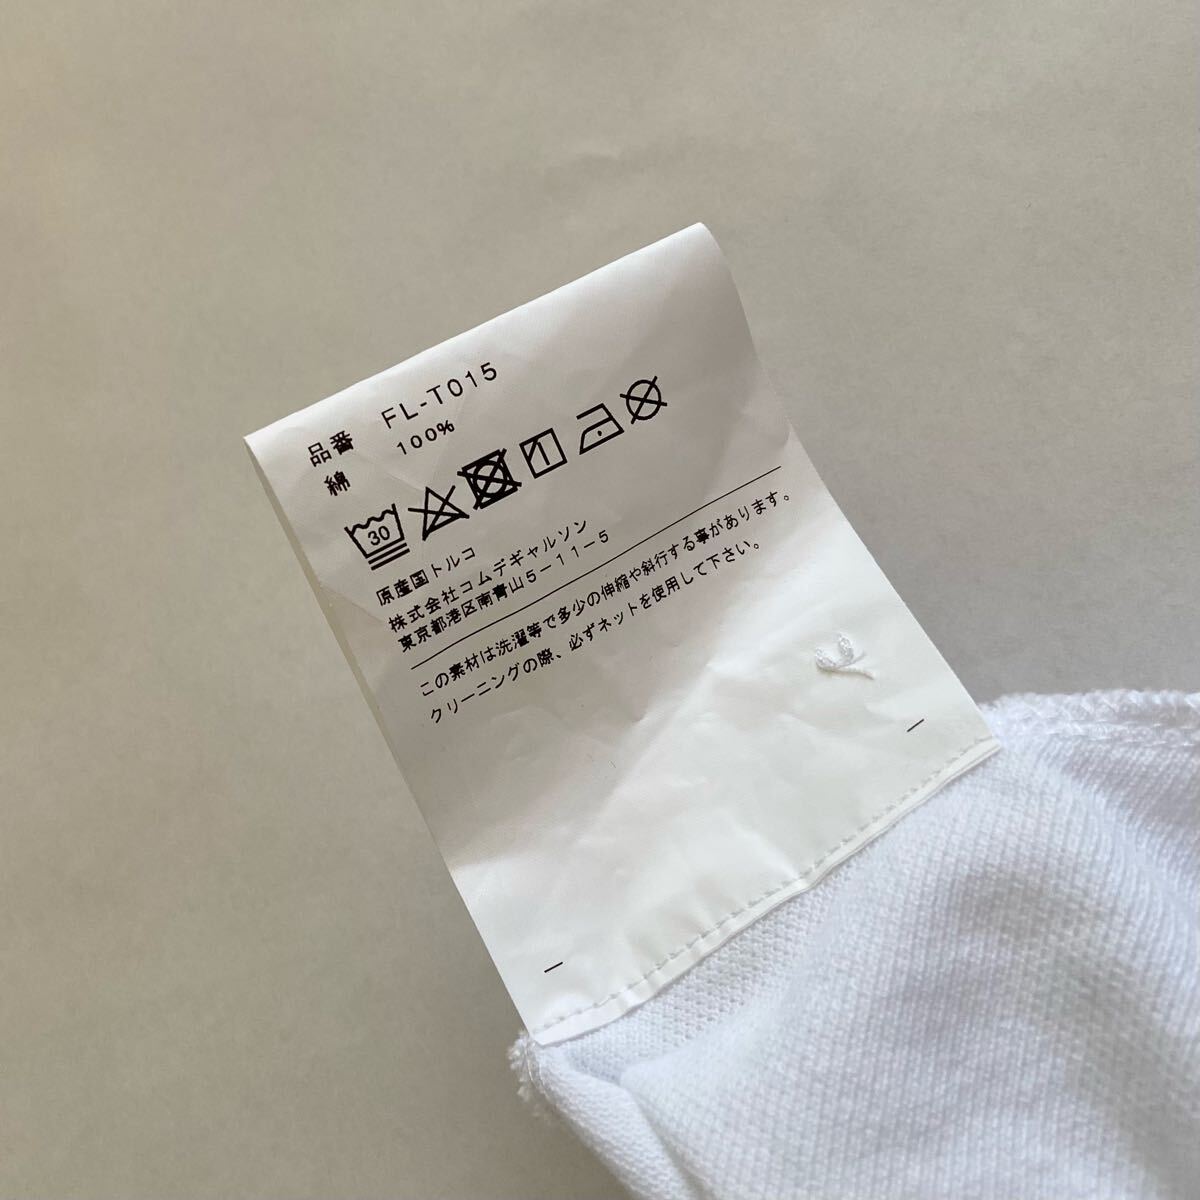 品番 FL-T015
綿 100%
30
原産国トルコ
株式会社コムデギャルソン
東京都港区南青山5-11-5
この素材は洗濯等で多少の伸縮や斜行する事があります。
クリーニングの際、必ずネットを使用して下さい。